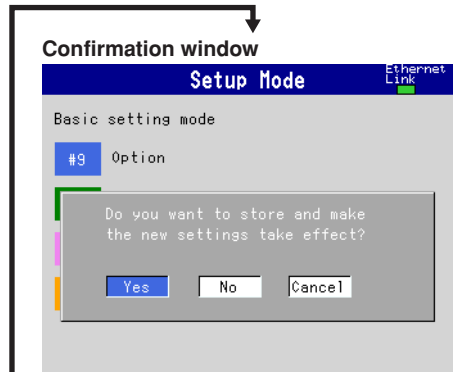 Confirmation window
Setup Mode
Ethernet
Link
Basic setting mode
#9 Option
Do you want to store and make
the new settings take effect?
Yes No Cancel